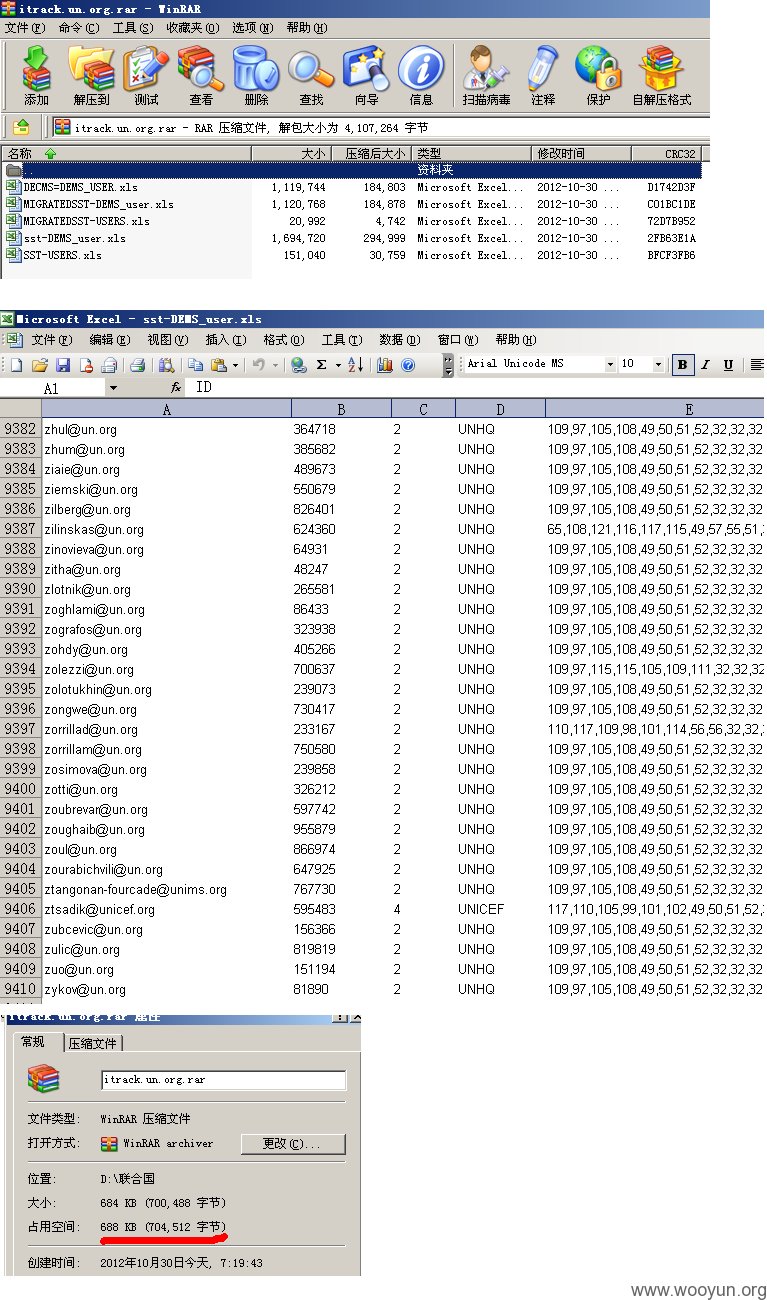 itrack.un.org.rar - WinRAR
文件(F) 命令(C) 工具(S) 收藏夹(O) 选项(N) 帮助(H)
添加 解压到 测试 查看 删除 查找 向导 信息 扫描病毒 注释 保护 自解压格式
itrack.un.org.rar - RAR 压缩文件, 解包大小为 4,107,264 字节
名称 大小 压缩后大小 类型 修改时间 CRC32
.. 资料夹
DECMS=DEMS_USER.xls 1,119,744 184,803 Microsoft Excel... 2012-10-30 ... D1742D3F
MIGRATEDSST-DEMS_user.xls 1,120,768 184,878 Microsoft Excel... 2012-10-30 ... C01BC1DE
MIGRATEDSST-USERS.xls 20,992 4,742 Microsoft Excel... 2012-10-30 ... 72D7B952
sst-DEMS_user.xls 1,694,720 294,999 Microsoft Excel... 2012-10-30 ... 2FB63E1A
SST-USERS.xls 151,040 30,759 Microsoft Excel... 2012-10-30 ... BFCF3FB6
Microsoft Excel - sst-DEMS_user.xls
文件(F) 编辑(E) 视图(V) 插入(I) 格式(O) 工具(T) 数据(D) 窗口(W) 帮助(H)
Arial Unicode MS 10 B I U
A1 fx ID
A B C D E
9382 zhul@un.org 364718 2 UNHQ 109,97,105,108,49,50,51,52,32,32,32
9383 zhum@un.org 385682 2 UNHQ 109,97,105,108,49,50,51,52,32,32,32
9384 ziaie@un.org 489673 2 UNHQ 109,97,105,108,49,50,51,52,32,32,32
9385 ziemski@un.org 550679 2 UNHQ 109,97,105,108,49,50,51,52,32,32,32
9386 zilberg@un.org 826401 2 UNHQ 109,97,105,108,49,50,51,52,32,32,32
9387 zilinskas@un.org 624360 2 UNHQ 65,108,121,116,117,115,49,57,55,51,
9388 zinovieva@un.org 64931 2 UNHQ 109,97,105,108,49,50,51,52,32,32,32
9389 zitha@un.org 48247 2 UNHQ 109,97,105,108,49,50,51,52,32,32,32
9390 zlotnik@un.org 265581 2 UNHQ 109,97,105,108,49,50,51,52,32,32,32
9391 zoghlami@un.org 86433 2 UNHQ 109,97,105,108,49,50,51,52,32,32,32
9392 zografos@un.org 323938 2 UNHQ 109,97,105,108,49,50,51,52,32,32,32
9393 zohdy@un.org 405266 2 UNHQ 109,97,105,108,49,50,51,52,32,32,32
9394 zolezzi@un.org 700637 2 UNHQ 109,97,115,115,105,109,111,32,32,32
9395 zolotukhin@un.org 239073 2 UNHQ 109,97,105,108,49,50,51,52,32,32,32
9396 zongwe@un.org 730417 2 UNHQ 109,97,105,108,49,50,51,52,32,32,32
9397 zorrillad@un.org 233167 2 UNHQ 110,117,109,98,101,114,56,56,32,32,
9398 zorrillam@un.org 750580 2 UNHQ 109,97,105,108,49,50,51,52,32,32,32
9399 zosimova@un.org 239858 2 UNHQ 109,97,105,108,49,50,51,52,32,32,32
9400 zotti@un.org 326212 2 UNHQ 109,97,105,108,49,50,51,52,32,32,32
9401 zoubrevar@un.org 597742 2 UNHQ 109,97,105,108,49,50,51,52,32,32,32
9402 zoughaib@un.org 955879 2 UNHQ 109,97,105,108,49,50,51,52,32,32,32
9403 zoul@un.org 866974 2 UNHQ 109,97,105,108,49,50,51,52,32,32,32
9404 zourabichvili@un.org 647925 2 UNHQ 109,97,105,108,49,50,51,52,32,32,32
9405 ztangonan-fourcade@unims.org 767730 2 UNHQ 109,97,105,108,49,50,51,52,32,32,32
9406 ztsadik@unicef.org 595483 4 UNICEF 117,110,105,99,101,102,49,50,51,52,
9407 zubcevic@un.org 156366 2 UNHQ 109,97,105,108,49,50,51,52,32,32,32
9408 zulic@un.org 819819 2 UNHQ 109,97,105,108,49,50,51,52,32,32,32
9409 zuo@un.org 151194 2 UNHQ 109,97,105,108,49,50,51,52,32,32,32
9410 zykov@un.org 81890 2 UNHQ 109,97,105,108,49,50,51,52,32,32,32
itrack.un.org.rar 属性
常规 压缩文件
itrack.un.org.rar
文件类型: WinRAR 压缩文件
打开方式: WinRAR archiver 更改(C)...
位置: D:\联合国
大小: 684 KB (700,488 字节)
占用空间: 688 KB (704,512 字节)
创建时间: 2012年10月30日今天, 7:19:43
www.wooyun.org